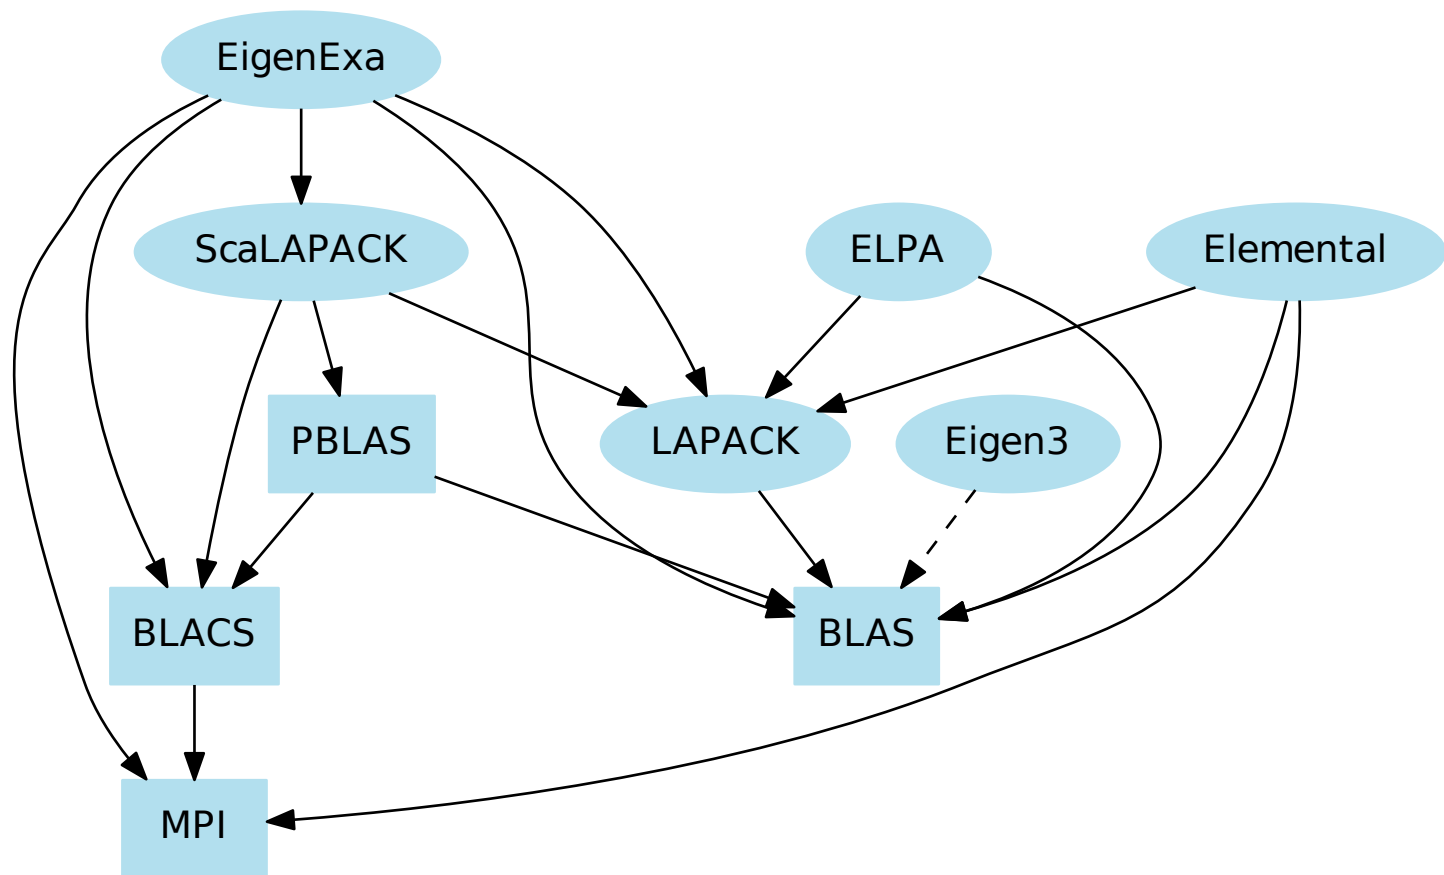 EigenExa
ScaLAPACK
ELPA
Elemental
PBLAS
LAPACK
Eigen3
BLACS
BLAS
MPI